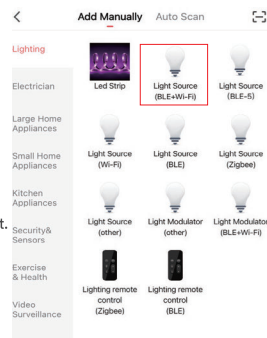 Add Manually Auto Scan
Lighting
Electrician
Large Home
Appliances
Small Home
Appliances
Kitchen
Appliances
t.
Security&
Sensors
Exercise
& Health
Video
Surveillance
Led Strip
Light Source
(BLE+Wi-Fi)
Light Source
(BLE-5)
Light Source
(Wi-Fi)
Light Source
(BLE)
Light Source
(Zigbee)
Light Source
(other)
Light Modulator
(other)
Light Modulator
(BLE+Wi-Fi)
Lighting remote
control
(Zigbee)
Lighting remote
control
(BLE)